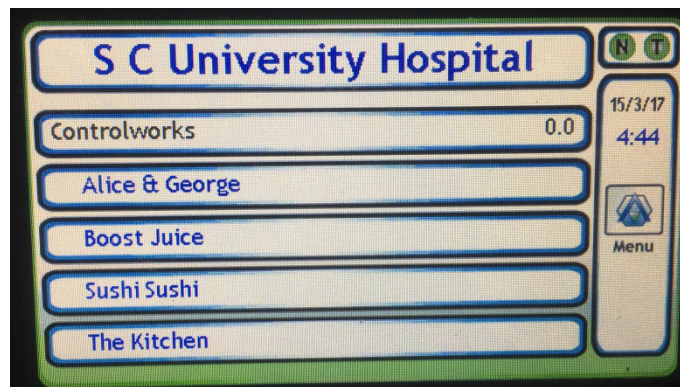 S C University Hospital
N T
15/3/17
4:44
Menu
Controlworks 0.0
Alice & George
Boost Juice
Sushi Sushi
The Kitchen